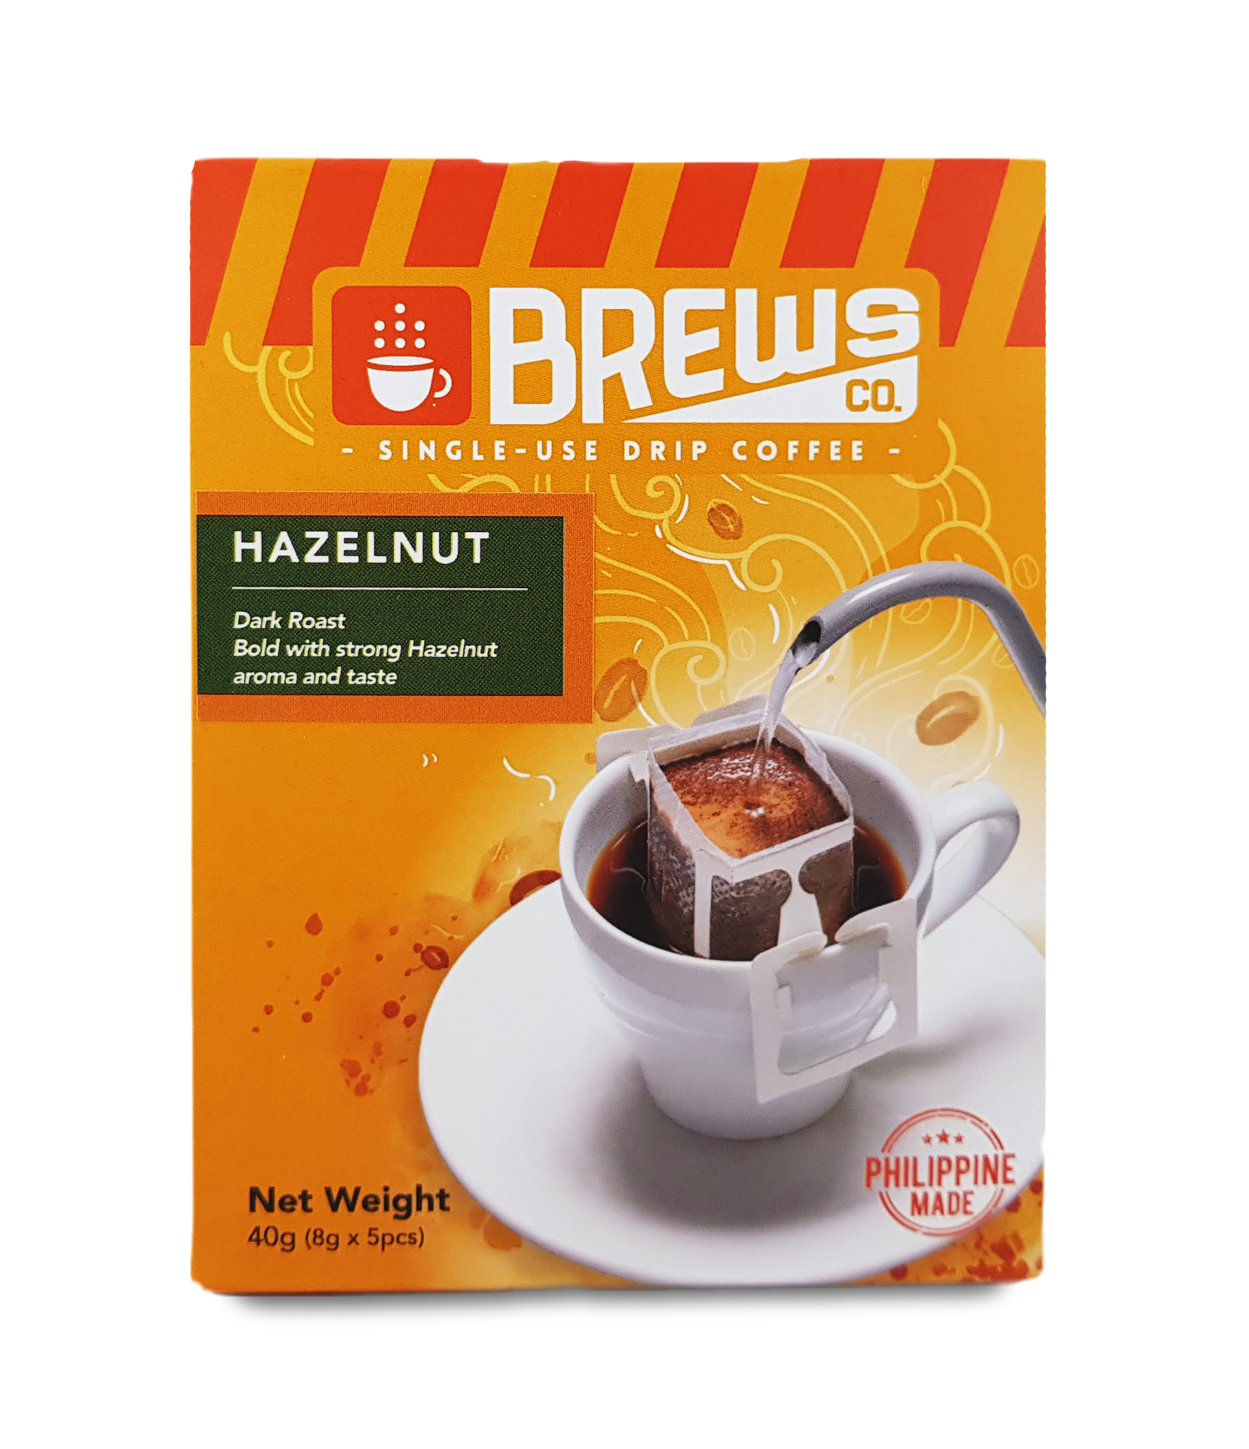 BREWS
CO.
- SINGLE-USE DRIP COFFEE -
HAZELNUT
Dark Roast
Bold with strong Hazelnut
aroma and taste
Net Weight
40g (8g x 5pcs)
PHILIPPINE
MADE